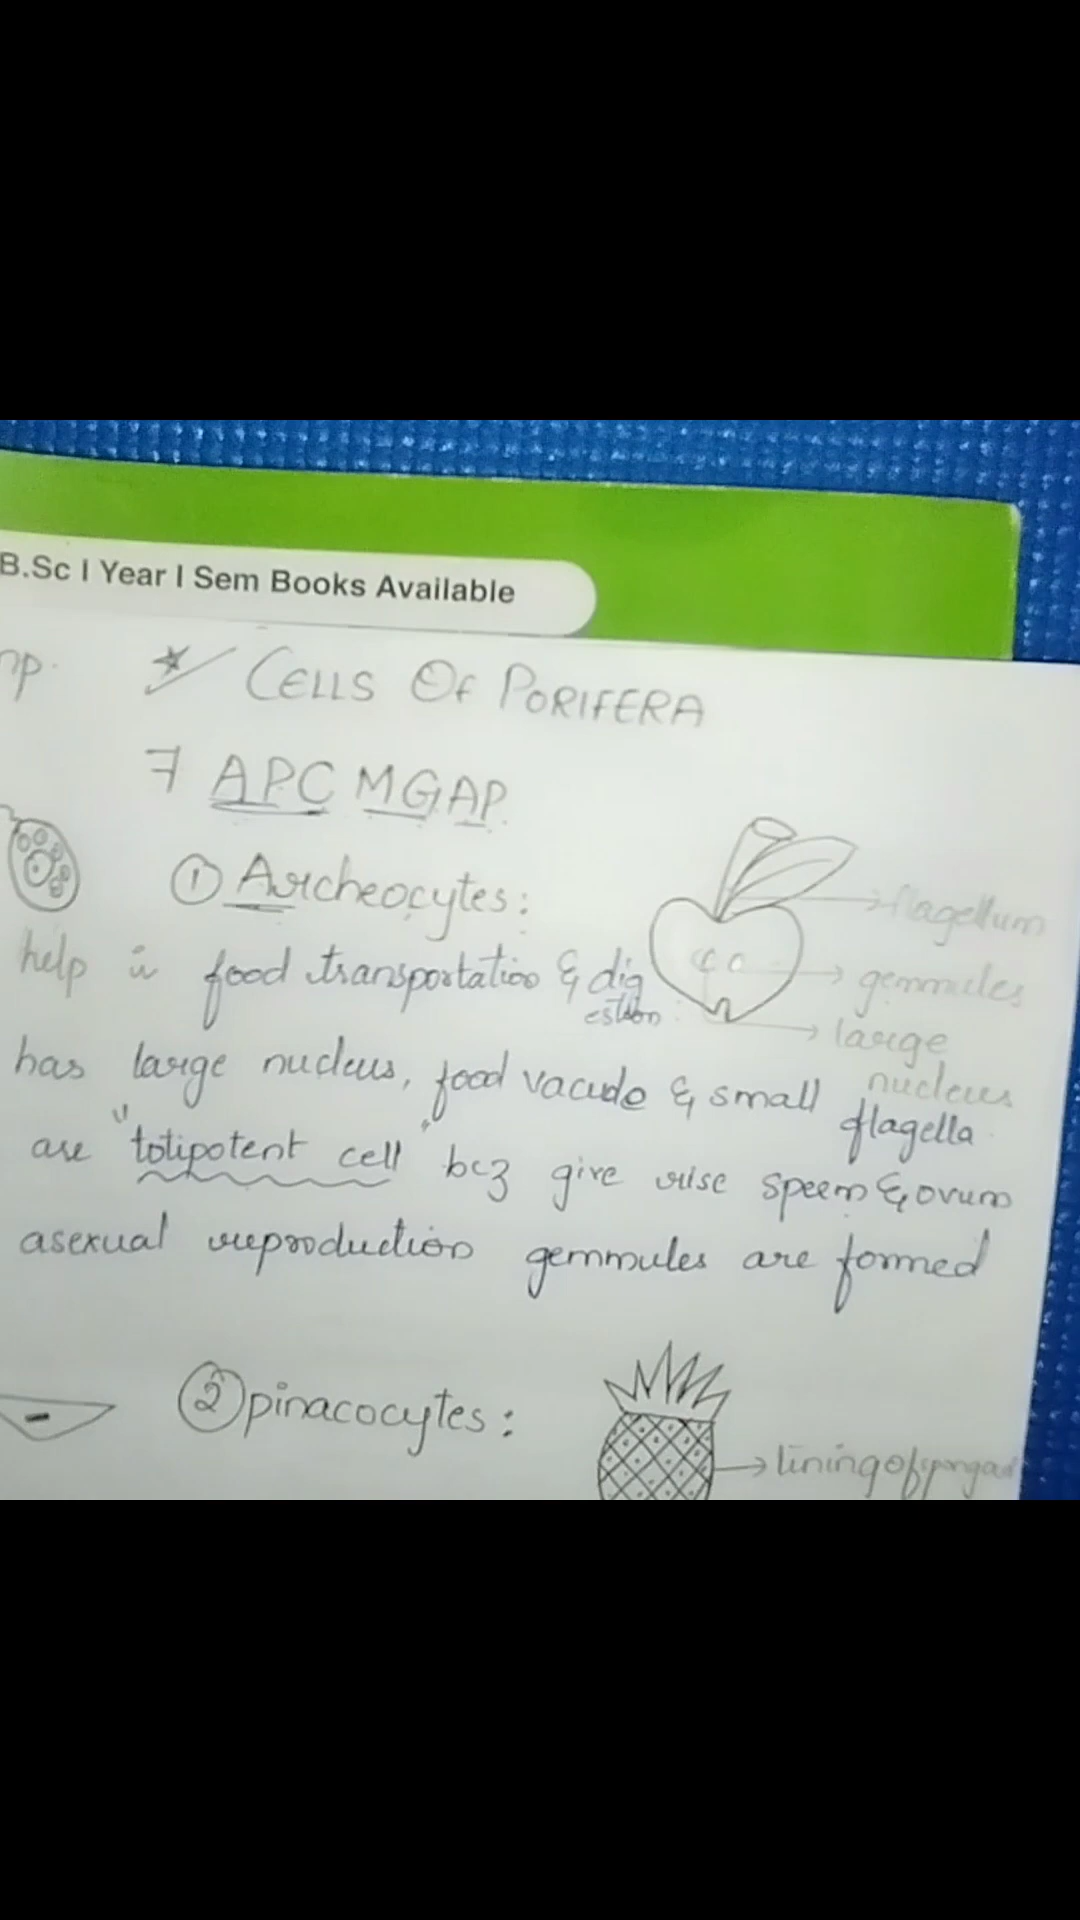 B.Sc I Year I Sem Books Available
CELLS OF PORIFERA
7 APC MGAP
① Archeocytes:
flagellum
help in food transportation & dig
estion
gemmules
large
nucleus
has large nucleus, food vacuole & small flagella
are "totipotent cell" bcz give rise sperm & ovum
asexual reproduction gemmules are formed
② pinacocytes:
lining of